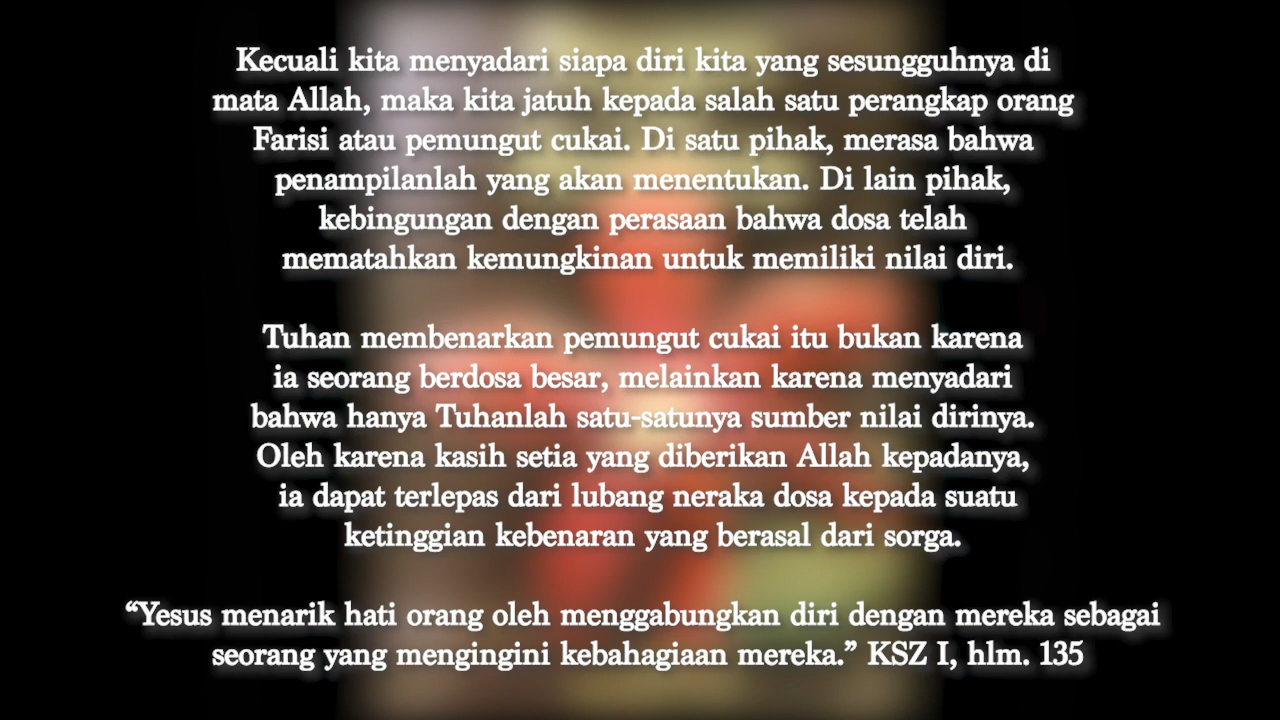 Kecuali kita menyadari siapa diri kita yang sesungguhnya di
mata Allah, maka kita jatuh kepada salah satu perangkap orang
Farisi atau pemungut cukai. Di satu pihak, merasa bahwa
penampilanlah yang akan menentukan. Di lain pihak,
kebingungan dengan perasaan bahwa dosa telah
mematahkan kemungkinan untuk memiliki nilai diri.
Tuhan membenarkan pemungut cukai itu bukan karena
ia seorang berdosa besar, melainkan karena menyadari
bahwa hanya Tuhanlah satu-satunya sumber nilai dirinya.
Oleh karena kasih setia yang diberikan Allah kepadanya,
ia dapat terlepas dari lubang neraka dosa kepada suatu
ketinggian kebenaran yang berasal dari sorga.
“Yesus menarik hati orang oleh menggabungkan diri dengan mereka sebagai
seorang yang mengingini kebahagiaan mereka.” KSZ I, hlm. 135